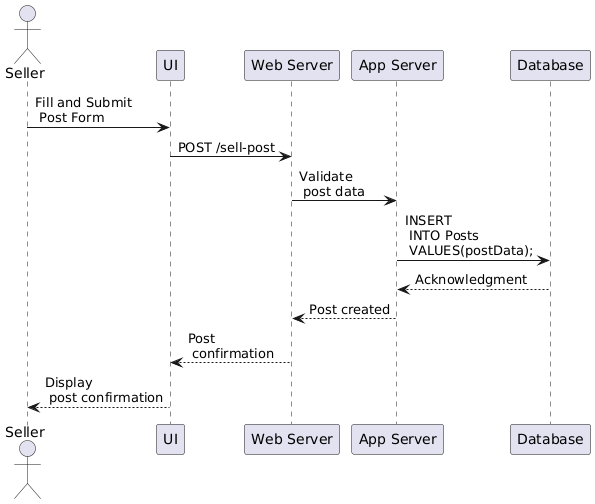 Seller
UI
Web Server
App Server
Database
Fill and Submit
Post Form
POST /sell-post
Validate
post data
INSERT
INTO Posts
VALUES(postData);
Acknowledgment
Post created
Post
confirmation
Display
post confirmation
Seller
UI
Web Server
App Server
Database